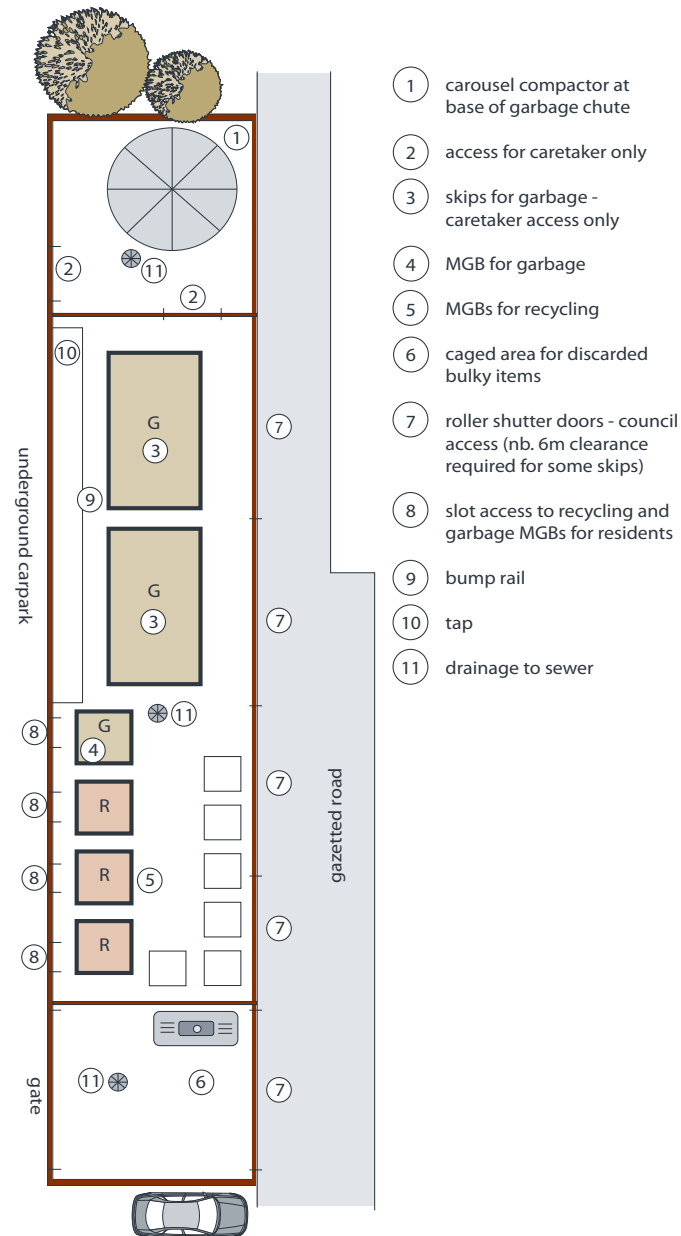 1
2
11
2
10
G
3
7
9
underground carpark
G
3
7
11
8
G
4
7
8
R
gazetted road
8
R
5
7
8
R
gate
11
6
7
1 carousel compactor at
base of garbage chute
2 access for caretaker only
3 skips for garbage -
caretaker access only
4 MGB for garbage
5 MGBs for recycling
6 caged area for discarded
bulky items
7 roller shutter doors - council
access (nb. 6m clearance
required for some skips)
8 slot access to recycling and
garbage MGBs for residents
9 bump rail
10 tap
11 drainage to sewer